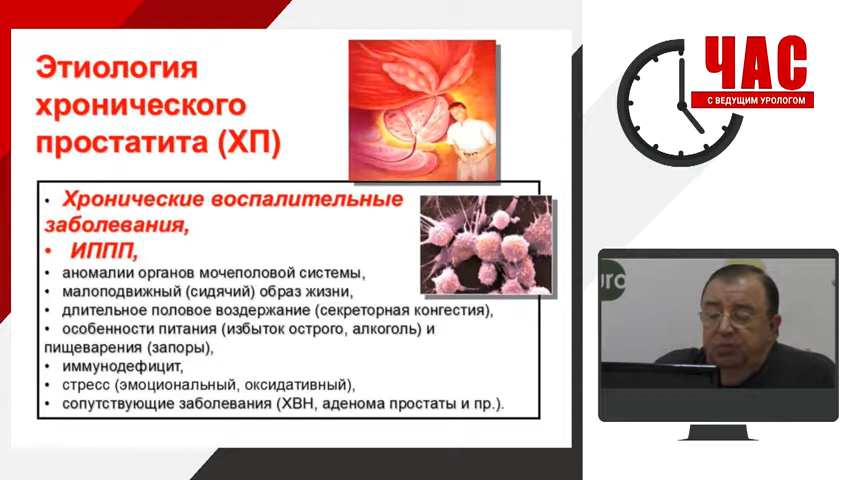 Этиология
хронического
простатита (ХП)
• Хронические воспалительные
заболевания,
• ИППП,
• аномалии органов мочеполовой системы,
• малоподвижный (сидячий) образ жизни,
• длительное половое воздержание (секреторная конгестия),
• особенности питания (избыток острого, алкоголь) и
пищеварения (запоры),
• иммунодефицит,
• стресс (эмоциональный, оксидативный),
• сопутствующие заболевания (ХВН, аденома простаты и пр.).
ЧАС
С ВЕДУЩИМ УРОЛОГОМ
uro